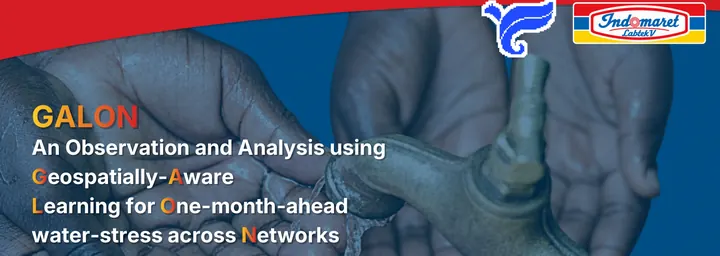 Indomaret
LabtekV
GALON
An Observation and Analysis using
Geospatially-Aware
Learning for One-month-ahead
water-stress across Networks